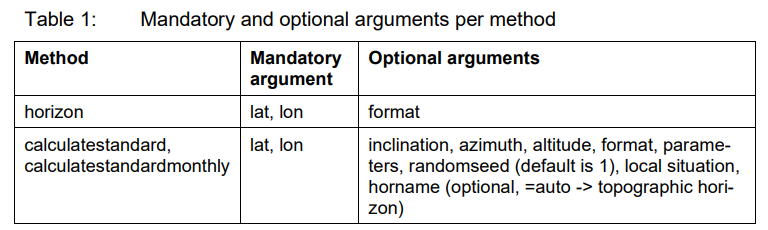 Table 1: Mandatory and optional arguments per method
Method Mandatory argument Optional arguments
horizon lat, lon format
calculatestandard, lat, lon inclination, azimuth, altitude, format, parame-
calculatestandardmonthly ters, randomseed (default is 1), local situation,
horname (optional, =auto -> topographic hori-
zon)